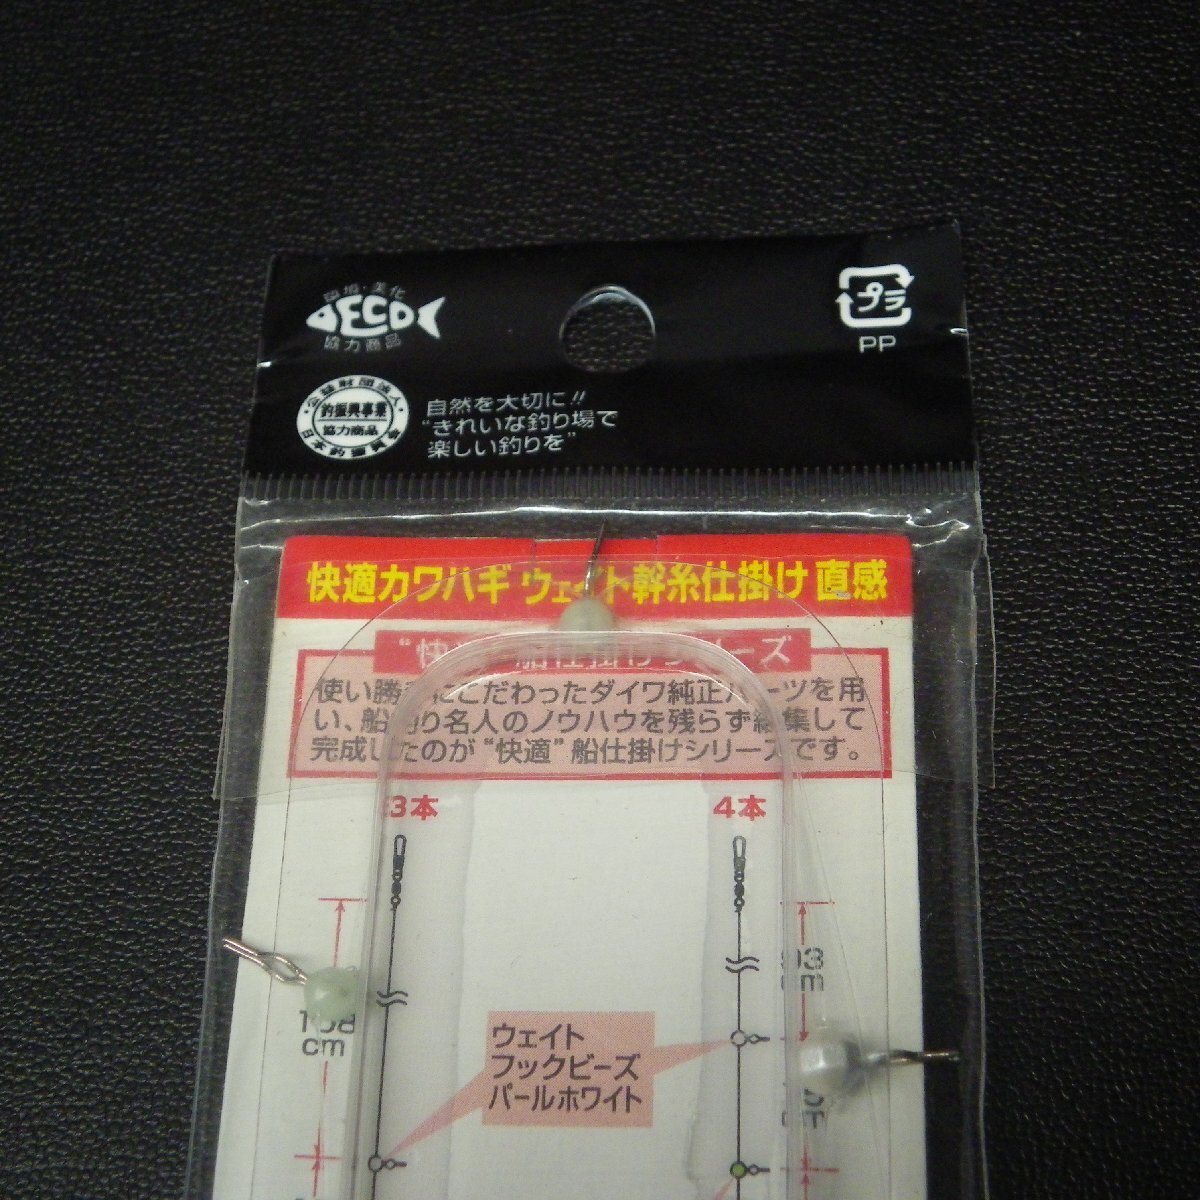 環境・美化
ECO
協力商品
公益財団法人
釣振興事業
協力商品
日本釣振興会
自然を大切に!!
“きれいな釣り場で
楽しい釣りを”
プラ
PP
快適カワハギ ウェイト幹糸仕掛け 直感
“快適”船仕掛けシリーズ
使い勝手にこだわったダイワ純正パーツを用
い、船釣り名人のノウハウを残らず編集して
完成したのが“快適”船仕掛けシリーズです。
3本
4本
93
cm
108
cm
ウェイト
フックビーズ
パールホワイト
cm